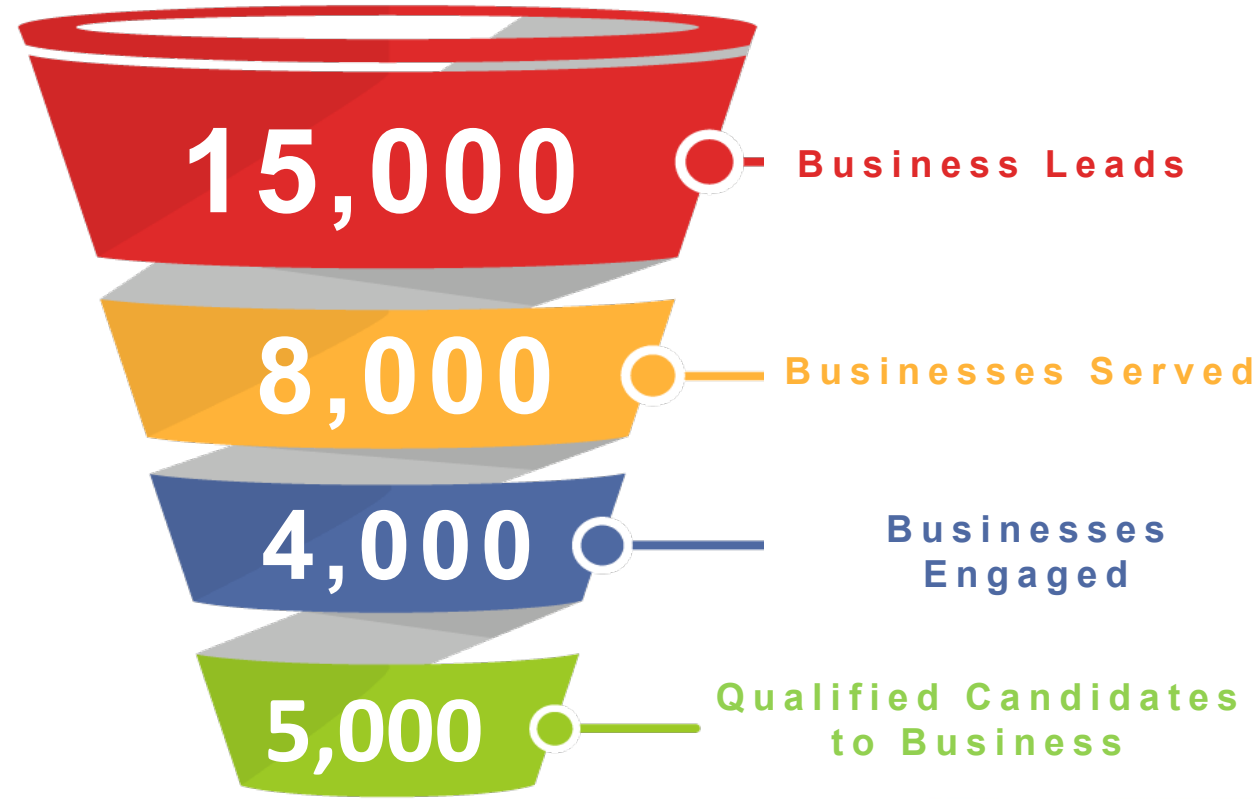 15,000
Business Leads
8,000
Businesses Served
4,000
Businesses
Engaged
5,000
Qualified Candidates
to Business